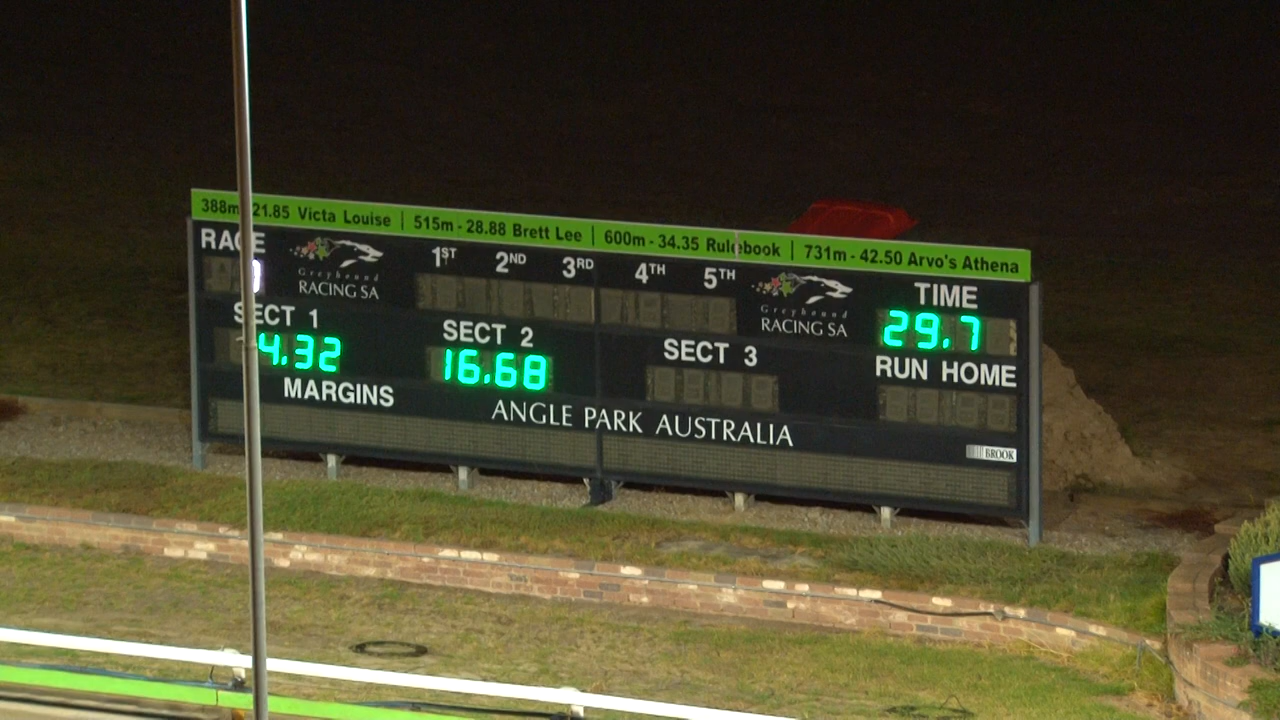 388m - 21.85 Victa Louise | 515m - 28.88 Brett Lee | 600m - 34.35 Rulebook | 731m - 42.50 Arvo's Athena
RACE
Greyhound
RACING SA
1ST 2ND 3RD 4TH 5TH
Greyhound
RACING SA
TIME
29.7
SECT 1
4.32
SECT 2
16.68
SECT 3
RUN HOME
MARGINS
ANGLE PARK AUSTRALIA
BROOK